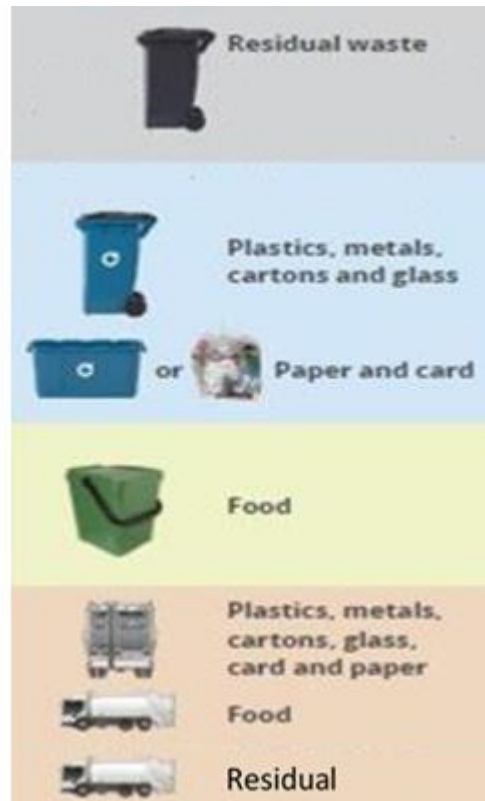 Residual waste
Plastics, metals,
cartons and glass
or Paper and card
Food
Plastics, metals,
cartons, glass,
card and paper
Food
Residual